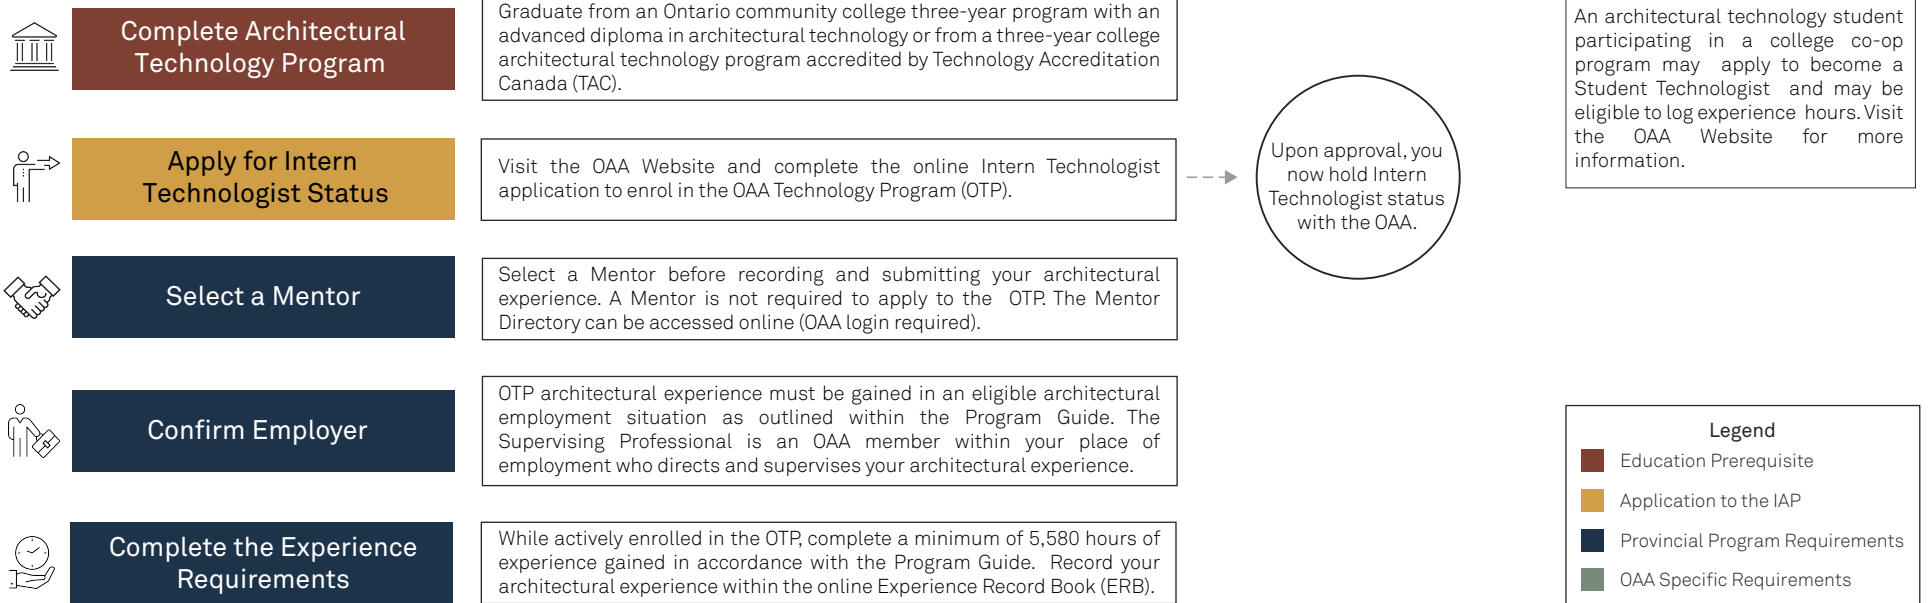 Complete Architectural
Technology Program
Graduate from an Ontario community college three-year program with an
advanced diploma in architectural technology or from a three-year college
architectural technology program accredited by Technology Accreditation
Canada (TAC).
An architectural technology student
participating in a college co-op
program may apply to become a
Student Technologist and may be
eligible to log experience hours. Visit
the OAA Website for more
information.
Apply for Intern
Technologist Status
Visit the OAA Website and complete the online Intern Technologist
application to enrol in the OAA Technology Program (OTP).
Upon approval, you
now hold Intern
Technologist status
with the OAA.
Select a Mentor
Select a Mentor before recording and submitting your architectural
experience. A Mentor is not required to apply to the OTP. The Mentor
Directory can be accessed online (OAA login required).
Confirm Employer
OTP architectural experience must be gained in an eligible architectural
employment situation as outlined within the Program Guide. The
Supervising Professional is an OAA member within your place of
employment who directs and supervises your architectural experience.
Complete the Experience
Requirements
While actively enrolled in the OTP, complete a minimum of 5,580 hours of
experience gained in accordance with the Program Guide. Record your
architectural experience within the online Experience Record Book (ERB).
Legend
Education Prerequisite
Application to the IAP
Provincial Program Requirements
OAA Specific Requirements